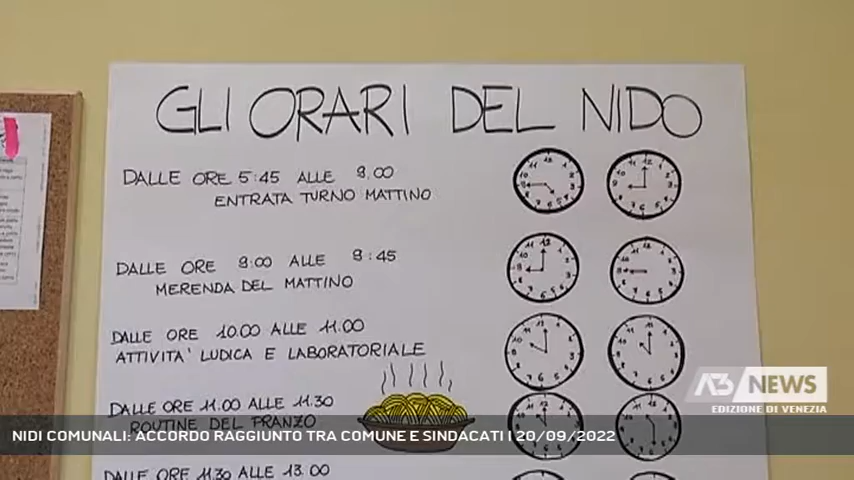 GLI ORARI DEL NIDO
DALLE ORE 5:45 ALLE 9,00
ENTRATA TURNO MATTINO
DALLE ORE 9:00 ALLE 9:45
MERENDA DEL MATTINO
DALLE ORE 10.00 ALLE 11.00
ATTIVITA' LUDICA E LABORATORIALE
DALLE ORE 11.00 ALLE 11.30
ROUTINE DEL PRANZO
DALLE ORE 11.30 ALLE 13.00
A3 NEWS
EDIZIONE DI VENEZIA
NIDI COMUNALI: ACCORDO RAGGIUNTO TRA COMUNE E SINDACATI | 20/09/2022